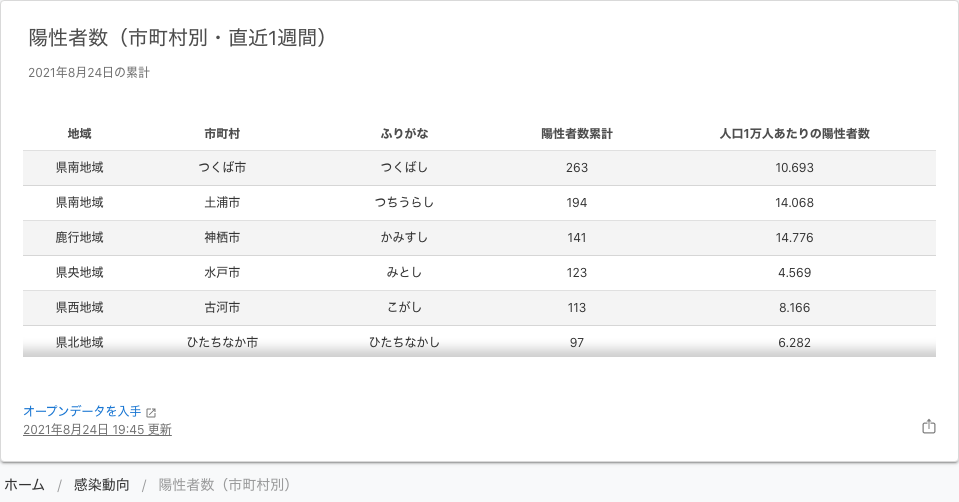 陽性者数（市町村別・直近1週間）
2021年8月24日の累計
地域 市町村 ふりがな 陽性者数累計 人口1万人あたりの陽性者数
県南地域 つくば市 つくばし 263 10.693
県南地域 土浦市 つちうらし 194 14.068
鹿行地域 神栖市 かみすし 141 14.776
県央地域 水戸市 みとし 123 4.569
県西地域 古河市 こがし 113 8.166
県北地域 ひたちなか市 ひたちなかし 97 6.282
オープンデータを入手
2021年8月24日 19:45 更新
ホーム / 感染動向 / 陽性者数（市町村別）